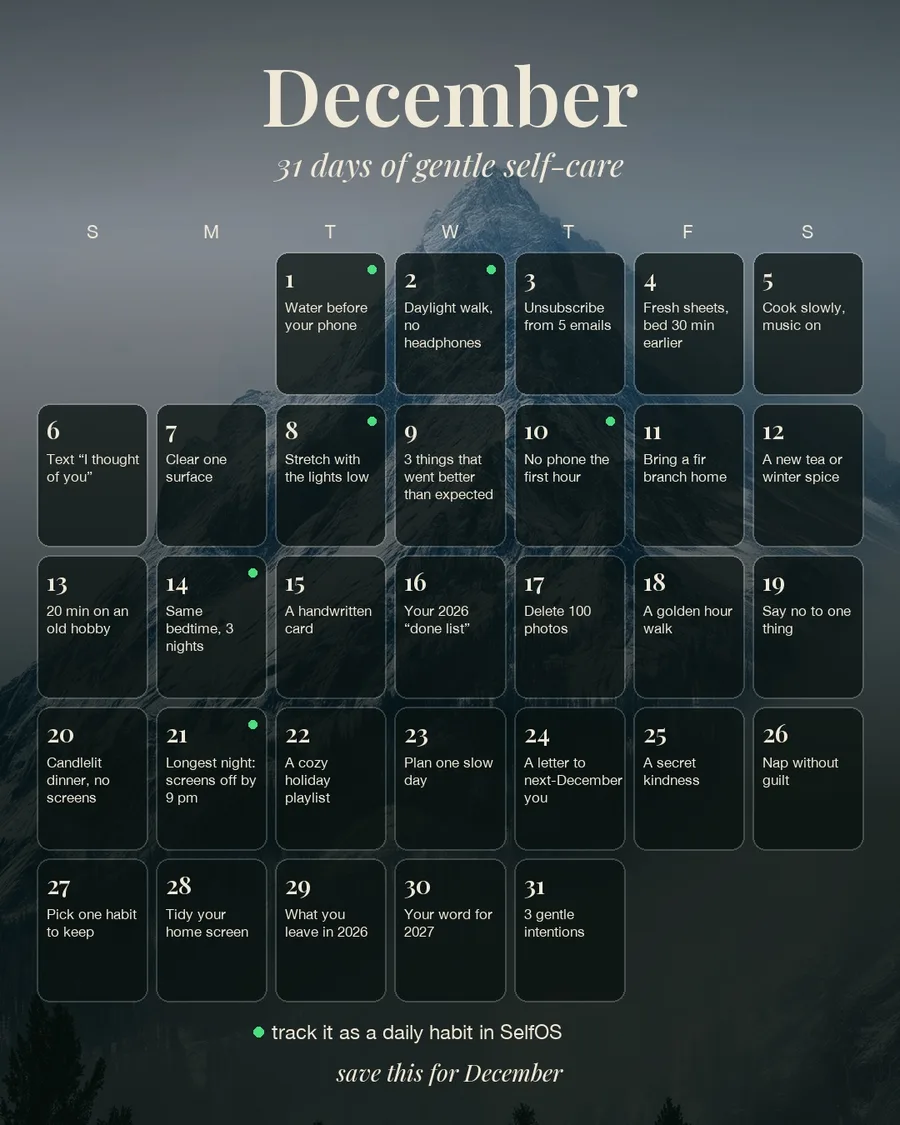 December
31 days of gentle self-care
S M T W T F S
1
Water before
your phone
2
Daylight walk,
no
headphones
3
Unsubscribe
from 5 emails
4
Fresh sheets,
bed 30 min
earlier
5
Cook slowly,
music on
6
Text “I thought
of you”
7
Clear one
surface
8
Stretch with
the lights low
9
3 things that
went better
than expected
10
No phone the
first hour
11
Bring a fir
branch home
12
A new tea or
winter spice
13
20 min on an
old hobby
14
Same
bedtime, 3
nights
15
A handwritten
card
16
Your 2026
“done list”
17
Delete 100
photos
18
A golden hour
walk
19
Say no to one
thing
20
Candlelit
dinner, no
screens
21
Longest night:
screens off by
9 pm
22
A cozy
holiday
playlist
23
Plan one slow
day
24
A letter to
next-December
you
25
A secret
kindness
26
Nap without
guilt
27
Pick one habit
to keep
28
Tidy your
home screen
29
What you
leave in 2026
30
Your word for
2027
31
3 gentle
intentions
track it as a daily habit in SelfOS
save this for December